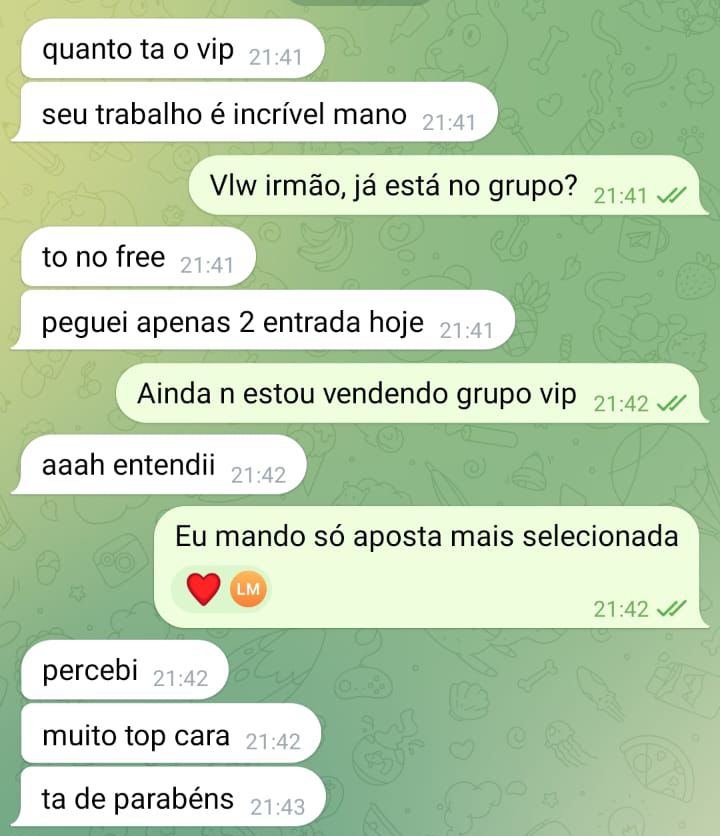 quanto ta o vip 21:41
seu trabalho é incrível mano 21:41
Vlw irmão, já está no grupo? 21:41
to no free 21:41
peguei apenas 2 entrada hoje 21:41
Ainda n estou vendendo grupo vip 21:42
aaah entendii 21:42
Eu mando só aposta mais selecionada
LM
21:42
percebi 21:42
muito top cara 21:42
ta de parabéns 21:43